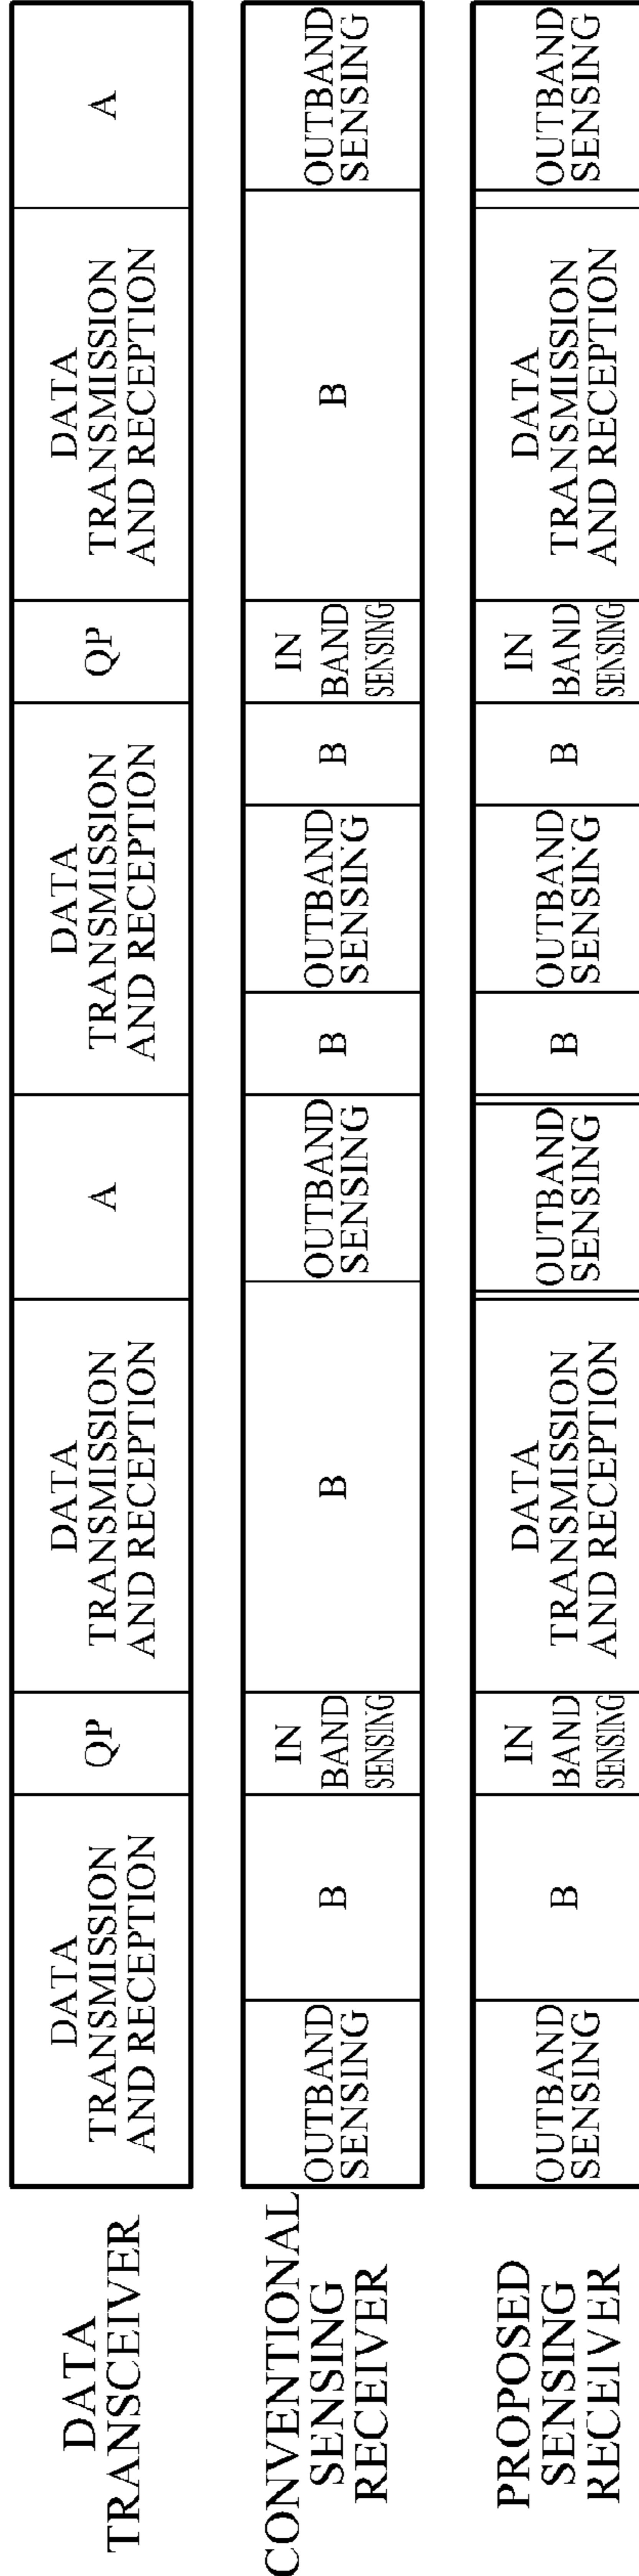 DATA
TRANSCEIVER
DATA
TRANSMISSION
AND RECEPTION
QP
DATA
TRANSMISSION
AND RECEPTION
A
DATA
TRANSMISSION
AND RECEPTION
QP
DATA
TRANSMISSION
AND RECEPTION
A
CONVENTIONAL
SENSING
RECEIVER
OUTBAND
SENSING
B
IN
BAND
SENSING
B
OUTBAND
SENSING
B
OUTBAND
SENSING
B
IN
BAND
SENSING
B
OUTBAND
SENSING
PROPOSED
SENSING
RECEIVER
OUTBAND
SENSING
B
IN
BAND
SENSING
DATA
TRANSMISSION
AND RECEPTION
OUTBAND
SENSING
B
OUTBAND
SENSING
B
IN
BAND
SENSING
DATA
TRANSMISSION
AND RECEPTION
OUTBAND
SENSING